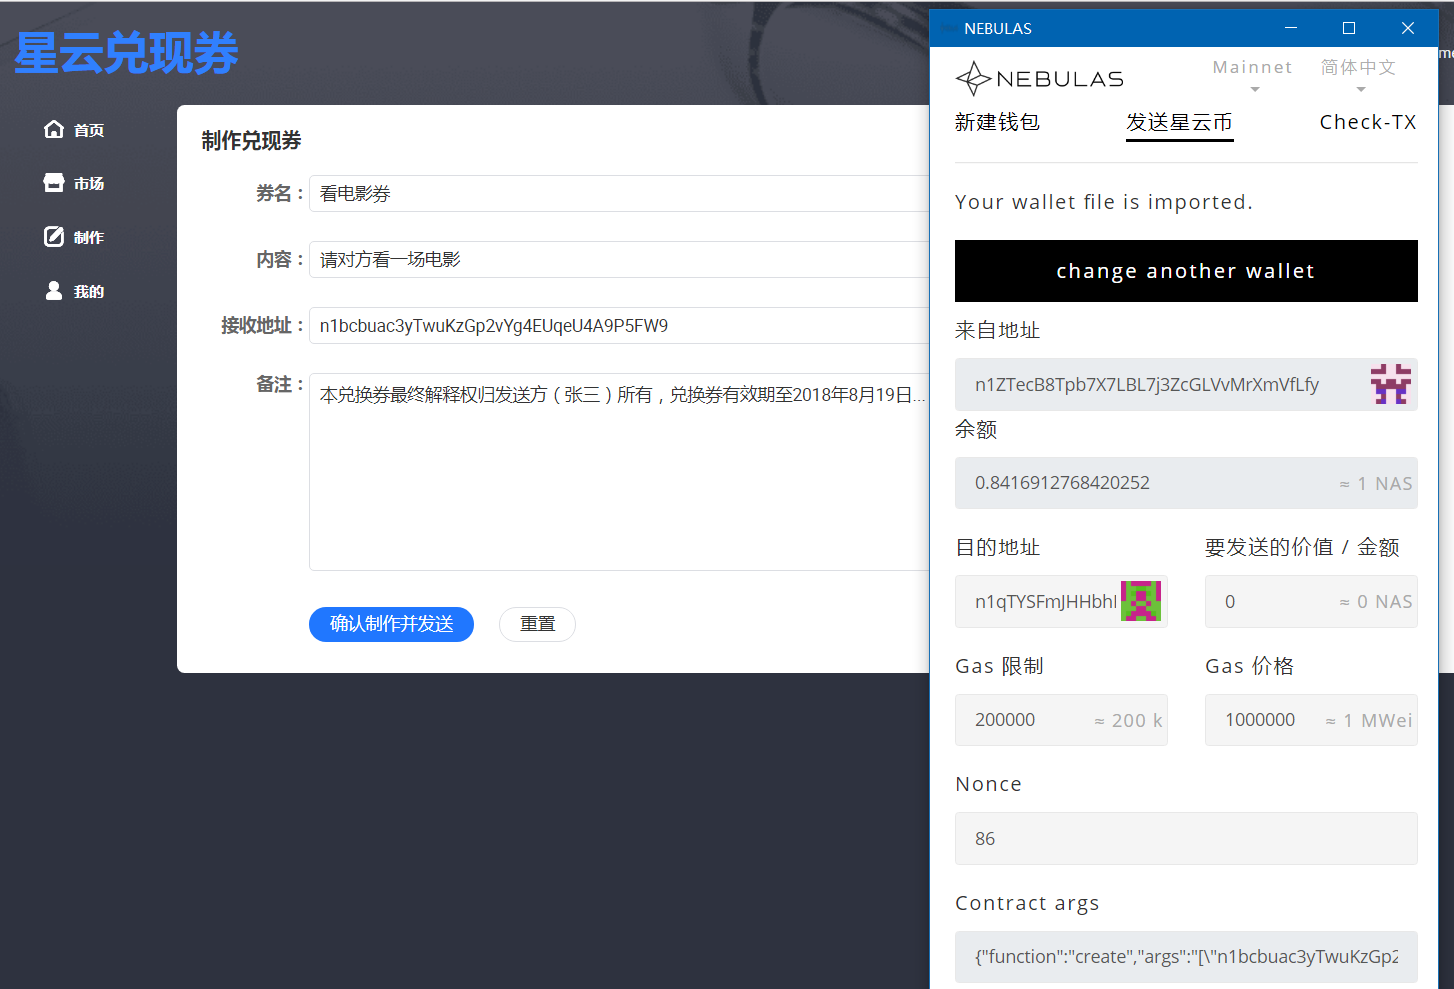 星云兑现券
首页
市场
制作
我的
制作兑现券
券名：
看电影券
内容：
请对方看一场电影
接收地址：
n1bcbuac3yTwuKzGp2vYg4EUqeU4A9P5FW9
备注：
本兑换券最终解释权归发送方（张三）所有，兑换券有效期至2018年8月19日...
确认制作并发送
重置
NEBULAS
NEBULAS
Mainnet
简体中文
新建钱包
发送星云币
Check-TX
Your wallet file is imported.
change another wallet
来自地址
n1ZTecB8Tpb7X7LBL7j3ZcGLVvMrXmVfLfy
余额
0.8416912768420252
≈ 1 NAS
目的地址
要发送的价值 / 金额
n1qTYSFmJHHbhI
0
≈ 0 NAS
Gas 限制
Gas 价格
200000
≈ 200 k
1000000
≈ 1 MWei
Nonce
86
Contract args
{"function":"create","args":"[\"n1bcbuac3yTwuKzGp2